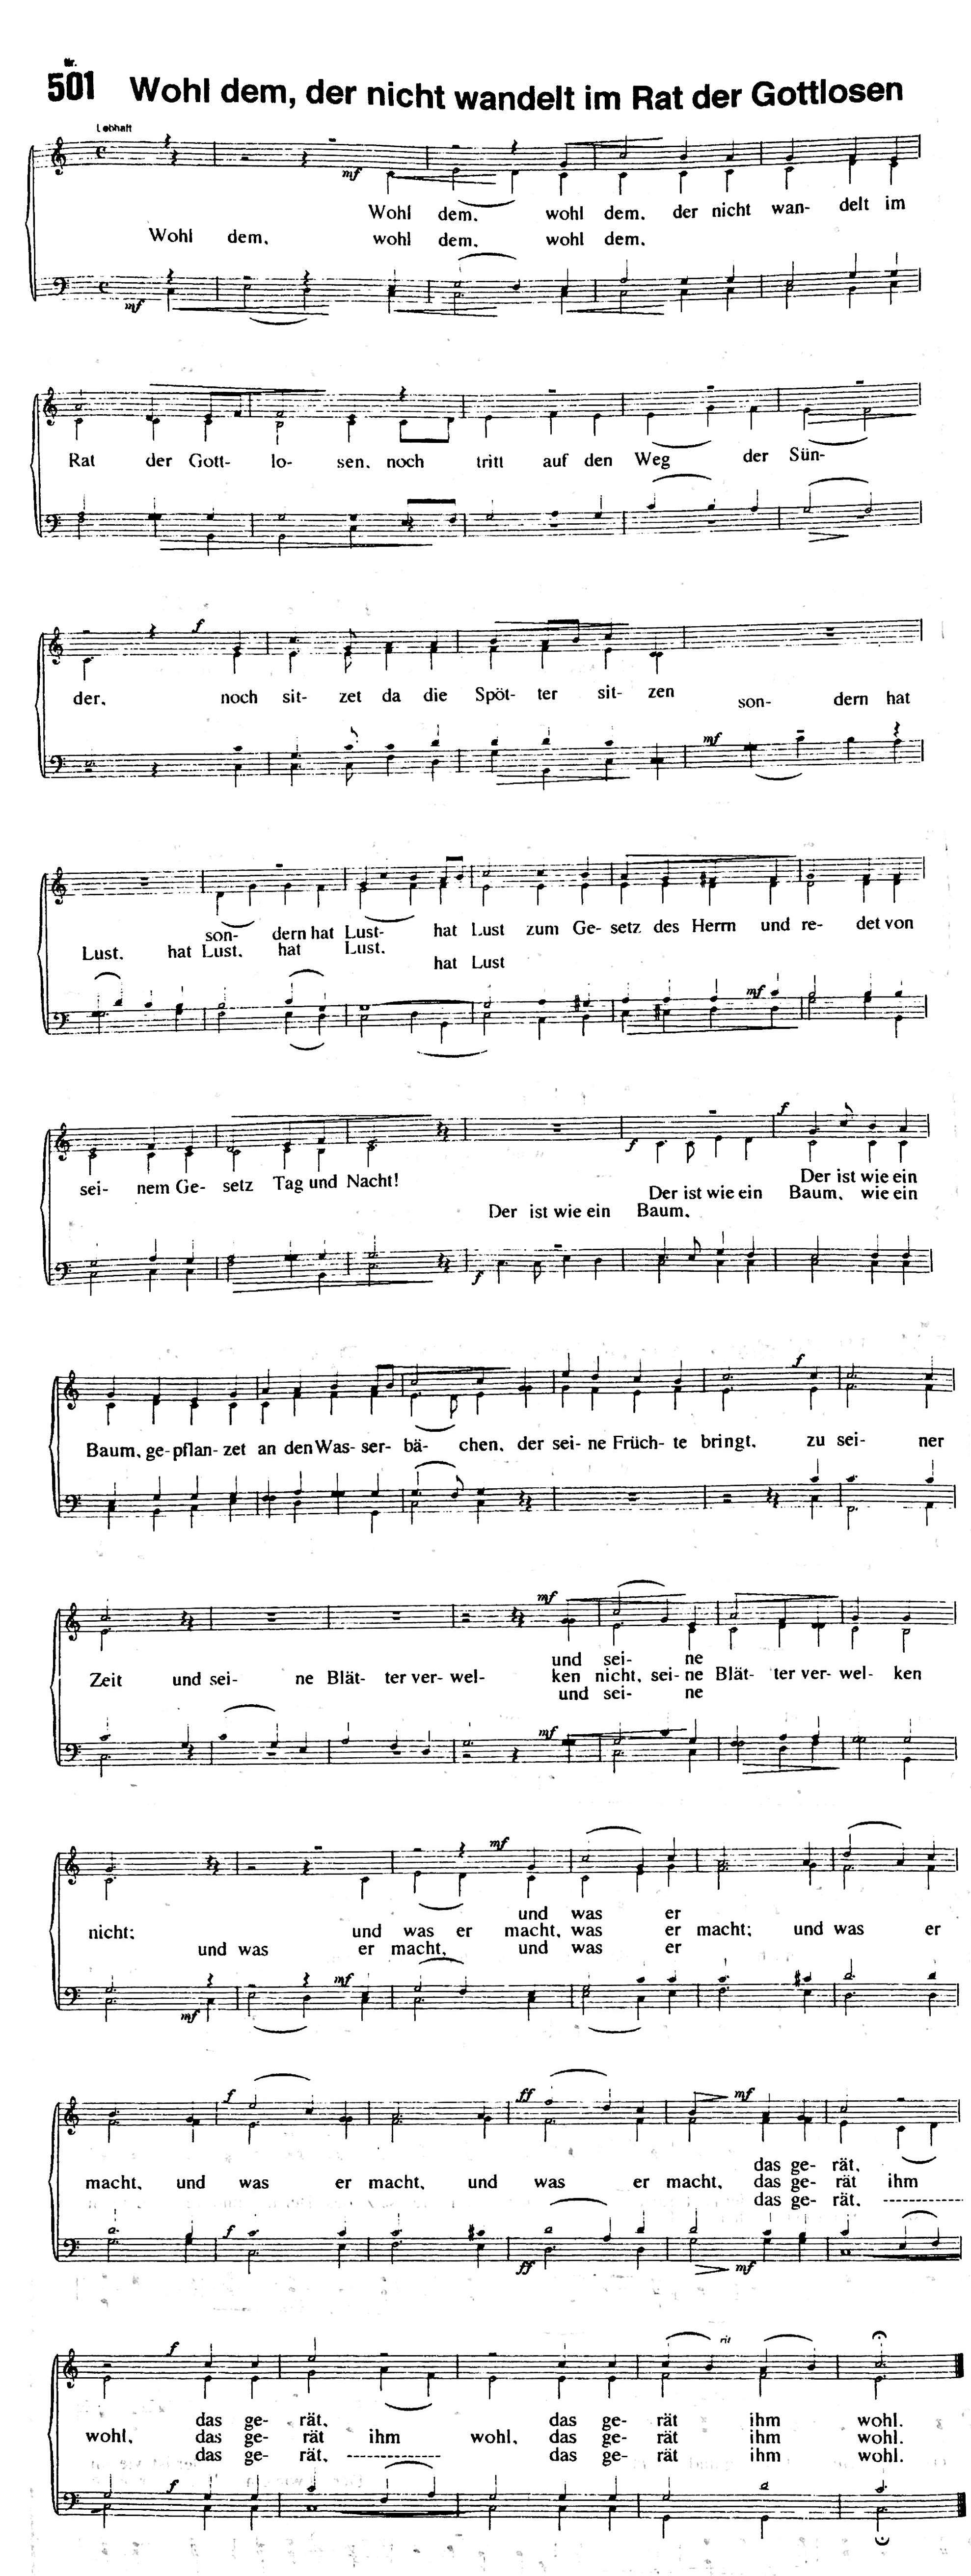 Nr.
501 Wohl dem, der nicht wandelt im Rat der Gottlosen
Lebhaft
mf
Wohl dem, wohl dem, der nicht wan- delt im
Wohl dem, wohl dem, wohl dem,
mf
Rat der Gott- lo- sen, noch tritt auf den Weg der Sün-
f
der, noch sit- zet da die Spöt- ter sit- zen
son- dern hat
mf
son- dern hat Lust- hat Lust zum Ge- setz des Herrn und re- det von
Lust, hat Lust, hat Lust,
hat Lust
mf
f
f
sei- nem Ge- setz Tag und Nacht!
Der ist wie ein
Der ist wie ein Baum, wie ein
Der ist wie ein Baum,
f
f
Baum, ge- pflan- zet an den Was- ser- bä- chen, der sei- ne Früch- te bringt, zu sei- ner
mf
und sei- ne
Zeit und sei- ne Blät- ter ver- wel- ken nicht, sei- ne Blät- ter ver- wel- ken
und sei- ne
mf
mf
und was er
nicht; und was er macht, was er macht; und was er
und was er macht, und was er
mf mf
f ff mf
das ge- rät,
macht, und was er macht, und was er macht, das ge- rät ihm
das ge- rät,
f ff mf
f rit
das ge- rät, das ge- rät ihm wohl.
wohl, das ge- rät ihm wohl, das ge- rät ihm wohl.
das ge- rät, das ge- rät ihm wohl.
f